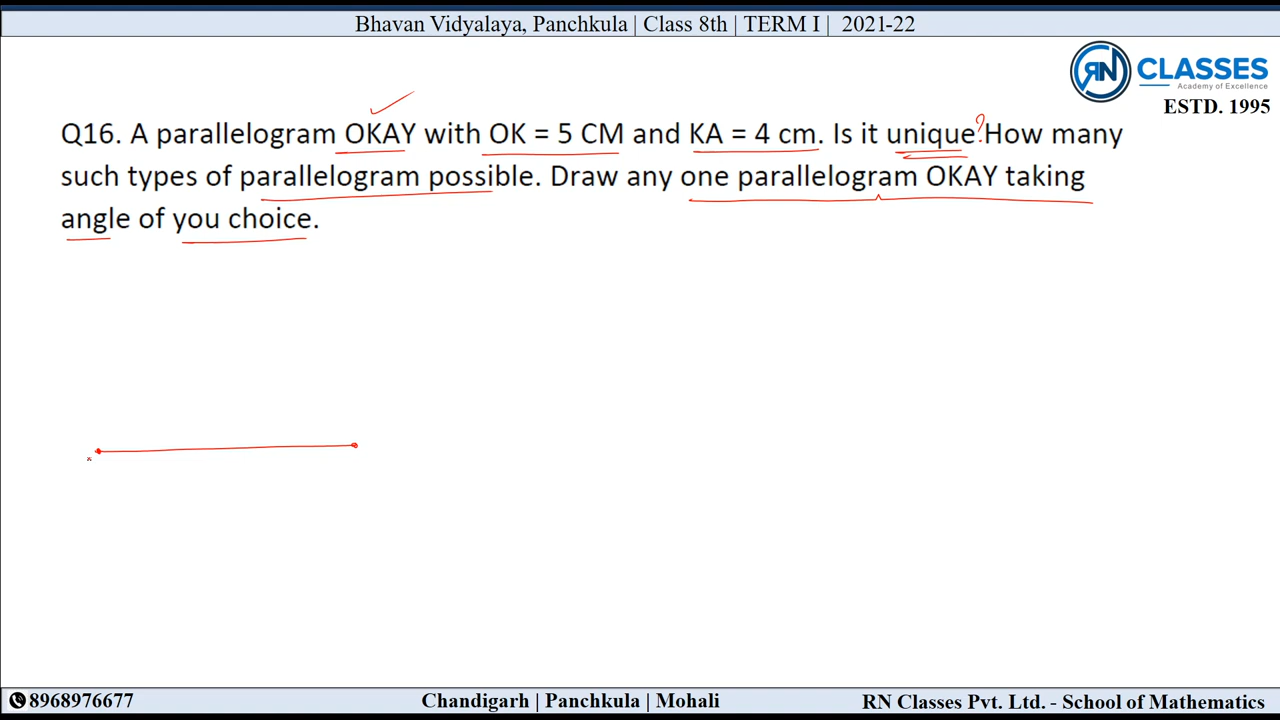 Bhavan Vidyalaya, Panchkula | Class 8th | TERM I | 2021-22
RN CLASSES
Academy of Excellence
ESTD. 1995
Q16. A parallelogram OKAY with OK = 5 CM and KA = 4 cm. Is it unique?How many
such types of parallelogram possible. Draw any one parallelogram OKAY taking
angle of you choice.
8968976677
Chandigarh | Panchkula | Mohali
RN Classes Pvt. Ltd. - School of Mathematics